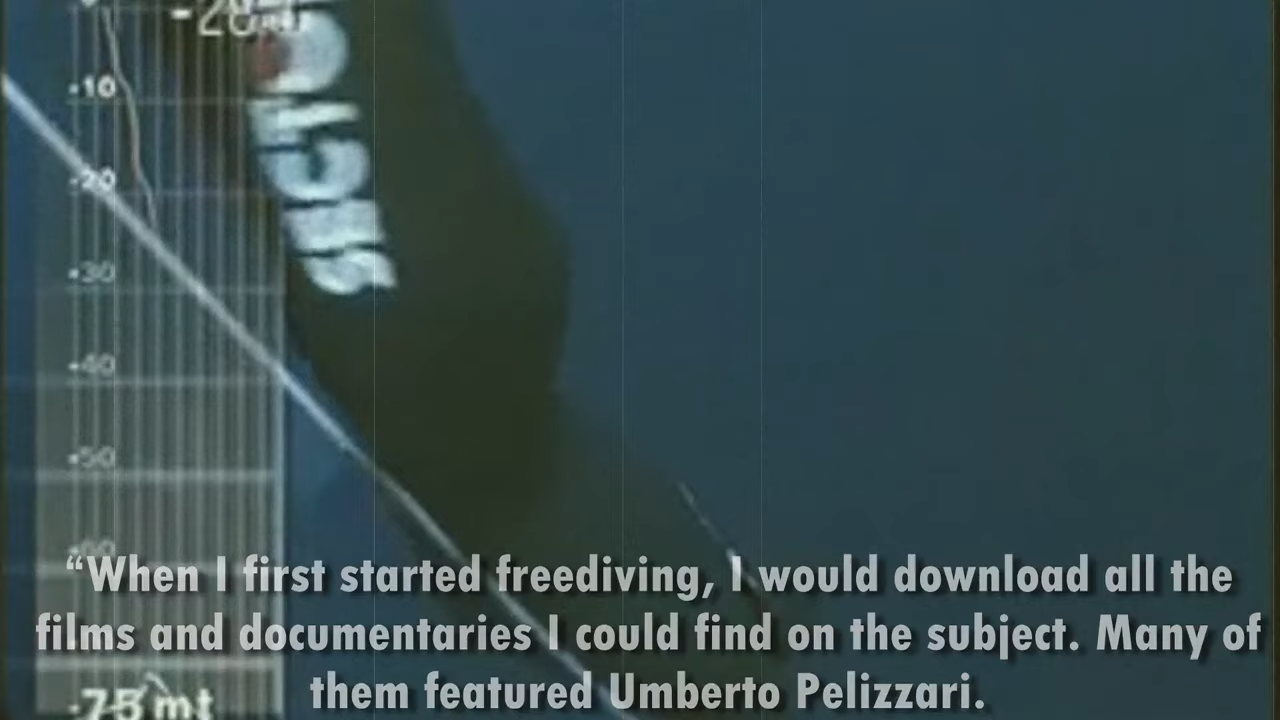 -10
-20
-30
-40
-50
“When I first started freediving, I would download all the
films and documentaries I could find on the subject. Many of
them featured Umberto Pelizzari.
-75 mt